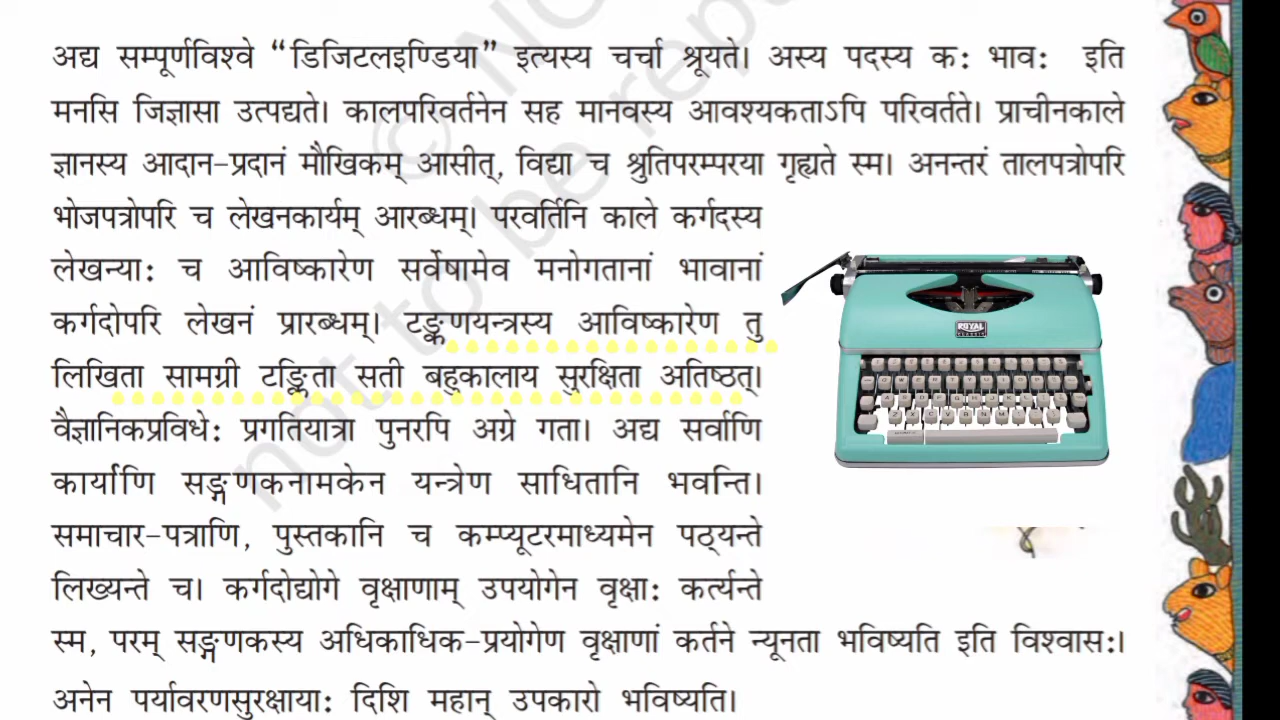 अद्य सम्पूर्णविश्वे “डिजिटलइण्डिया” इत्यस्य चर्चा श्रूयते। अस्य पदस्य कः भावः इति
मनसि जिज्ञासा उत्पद्यते। कालपरिवर्तनेन सह मानवस्य आवश्यकताऽपि परिवर्तते। प्राचीनकाले
ज्ञानस्य आदान-प्रदानं मौखिकम् आसीत्, विद्या च श्रुतिपरम्परया गृह्यते स्म। अनन्तरं तालपत्रोपरि
भोजपत्रोपरि च लेखनकार्यम् आरब्धम्। परवर्तिनि काले कर्गदस्य
लेखन्याः च आविष्कारेण सर्वेषामेव मनोगतानां भावानां
कर्गदोपरि लेखनं प्रारब्धम्। टङ्कणयन्त्रस्य आविष्कारेण तु
लिखिता सामग्री टङ्किता सती बहुकालाय सुरक्षिता अतिष्ठत्।
वैज्ञानिकप्रविधेः प्रगतियात्रा पुनरपि अग्रे गता। अद्य सर्वाणि
कार्याणि सङ्गणकनामकेन यन्त्रेण साधितानि भवन्ति।
समाचार-पत्राणि, पुस्तकानि च कम्प्यूटरमाध्यमेन पठ्यन्ते
लिख्यन्ते च। कर्गदोद्योगे वृक्षाणाम् उपयोगेन वृक्षाः कर्त्यन्ते
स्म, परम् सङ्गणकस्य अधिकाधिक-प्रयोगेण वृक्षाणां कर्तने न्यूनता भविष्यति इति विश्वासः।
अनेन पर्यावरणसुरक्षायाः दिशि महान् उपकारो भविष्यति।
ROYAL
not to be repu